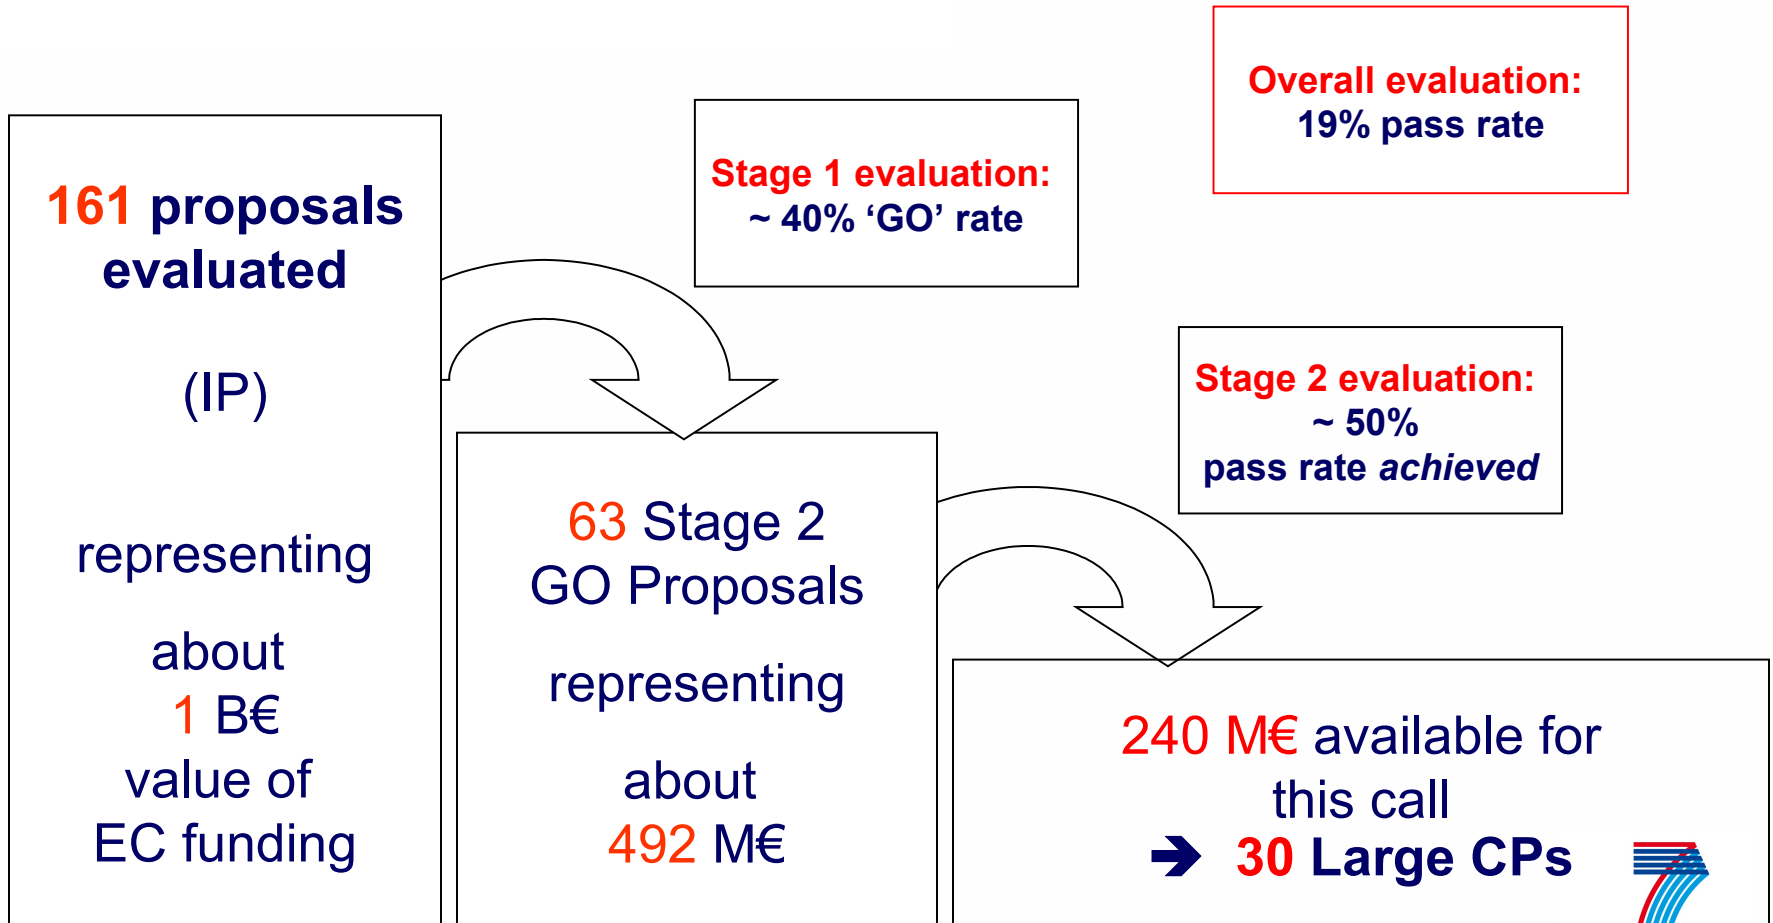 161 proposals
evaluated
(IP)
representing
about
1 B€
value of
EC funding
Stage 1 evaluation:
~ 40% ‘GO’ rate
63 Stage 2
GO Proposals
representing
about
492 M€
Overall evaluation:
19% pass rate
Stage 2 evaluation:
~ 50%
pass rate achieved
240 M€ available for
this call
➔ 30 Large CPs